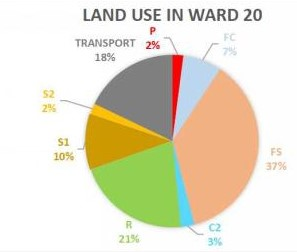 LAND USE IN WARD 20
P
2%
FC
7%
FS
37%
C2
3%
R
21%
S1
10%
S2
2%
TRANSPORT
18%